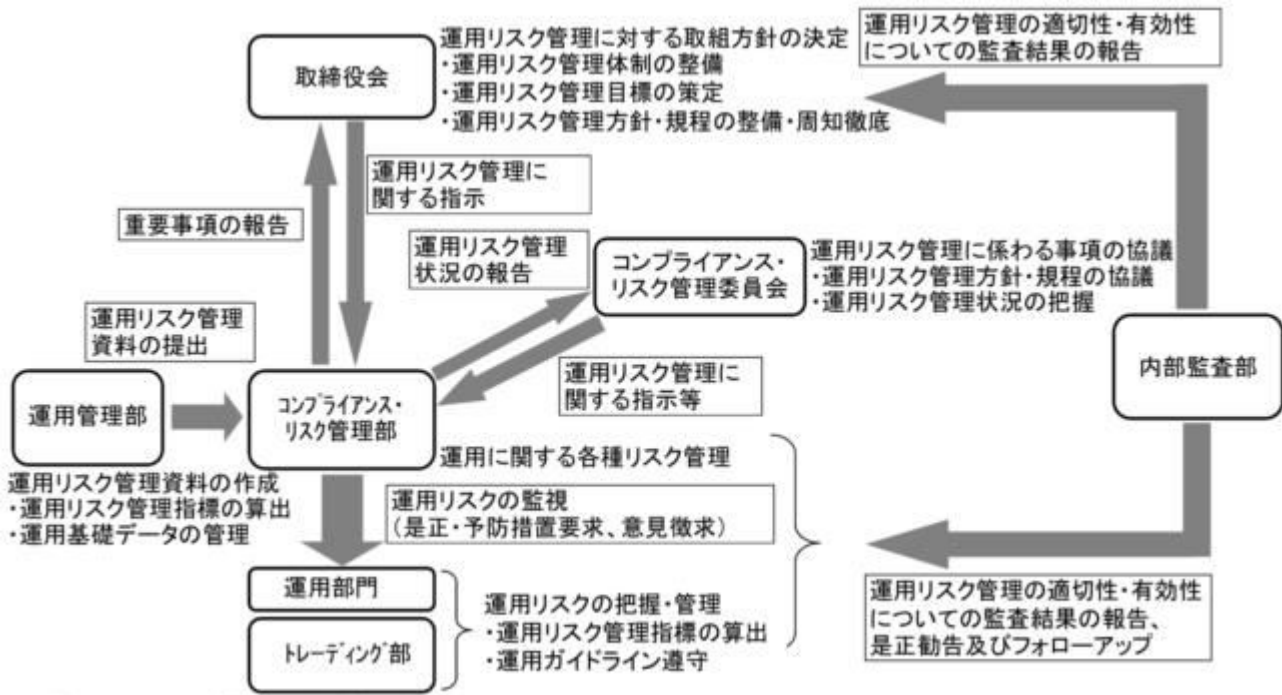 取締役会
運用リスク管理に対する取組方針の決定
・運用リスク管理体制の整備
・運用リスク管理目標の策定
・運用リスク管理方針・規程の整備・周知徹底
運用リスク管理の適切性・有効性
についての監査結果の報告
重要事項の報告
運用リスク管理に
関する指示
運用リスク管理
状況の報告
コンプライアンス・
リスク管理委員会
運用リスク管理に係わる事項の協議
・運用リスク管理方針・規程の協議
・運用リスク管理状況の把握
運用リスク管理
資料の提出
運用リスク管理に
関する指示等
内部監査部
運用管理部
コンプライアンス・
リスク管理部
運用に関する各種リスク管理
運用リスク管理資料の作成
・運用リスク管理指標の算出
・運用基礎データの管理
運用リスクの監視
（是正・予防措置要求、意見徴求）
運用部門
トレーディング部
運用リスクの把握・管理
・運用リスク管理指標の算出
・運用ガイドライン遵守
運用リスク管理の適切性・有効性
についての監査結果の報告、
是正勧告及びフォローアップ